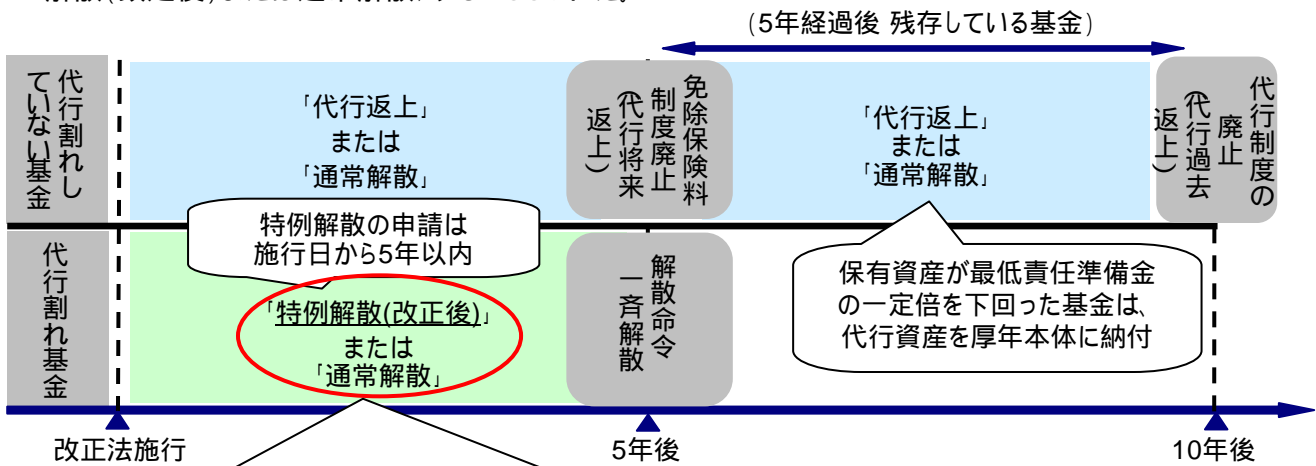 (5年経過後 残存している基金)
代行割れし
ていない基金
「代行返上」
または
「通常解散」
免除保険料
制度廃止
(代行将来
返上)
「代行返上」
または
「通常解散」
代行制度の
廃止
(代行過去
返上)
特例解散の申請は
施行日から5年以内
代行割れ基金
「特例解散(改正後)」
または
「通常解散」
解散命令
一斉解散
保有資産が最低責任準備金
の一定倍を下回った基金は、
代行資産を厚年本体に納付
改正法施行
5年後
10年後